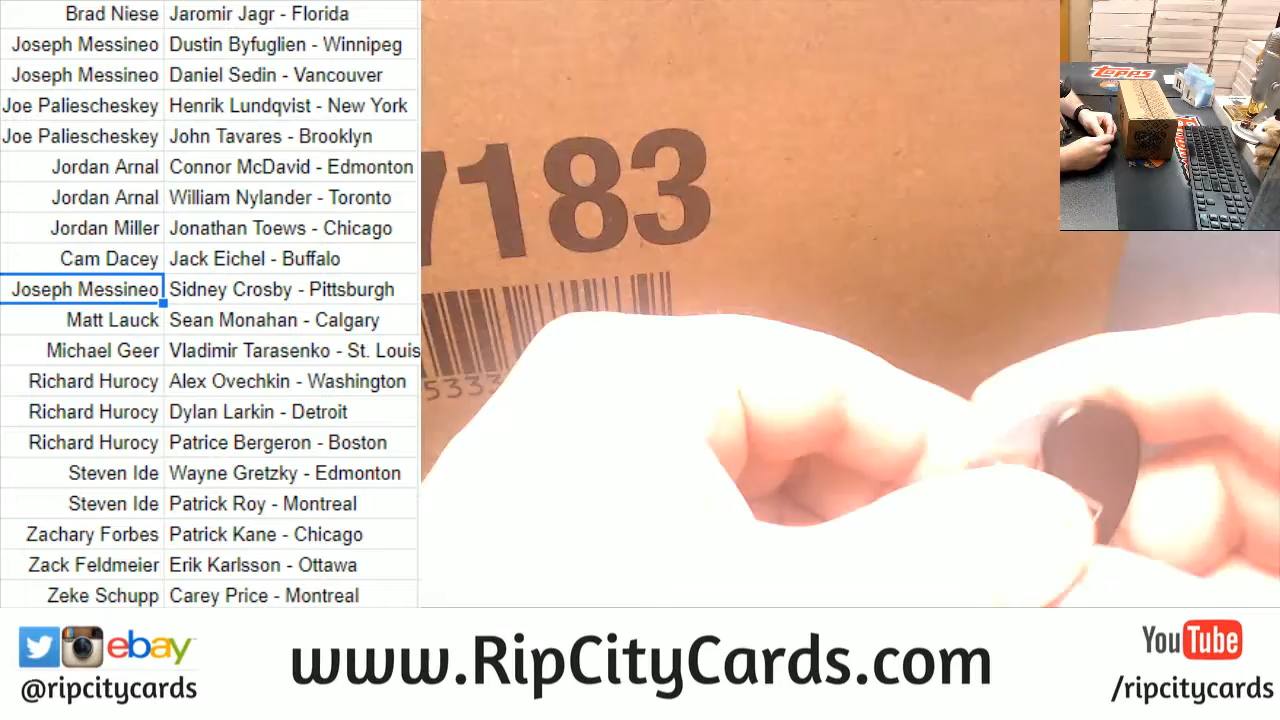 Brad Niese Jaromir Jagr - Florida
Joseph Messineo Dustin Byfuglien - Winnipeg
Joseph Messineo Daniel Sedin - Vancouver
Joe Paliescheskey Henrik Lundqvist - New York
Joe Paliescheskey John Tavares - Brooklyn
Jordan Arnal Connor McDavid - Edmonton
Jordan Arnal William Nylander - Toronto
Jordan Miller Jonathan Toews - Chicago
Cam Dacey Jack Eichel - Buffalo
Joseph Messineo Sidney Crosby - Pittsburgh
Matt Lauck Sean Monahan - Calgary
Michael Geer Vladimir Tarasenko - St. Louis
Richard Hurocy Alex Ovechkin - Washington
Richard Hurocy Dylan Larkin - Detroit
Richard Hurocy Patrice Bergeron - Boston
Steven Ide Wayne Gretzky - Edmonton
Steven Ide Patrick Roy - Montreal
Zachary Forbes Patrick Kane - Chicago
Zack Feldmeier Erik Karlsson - Ottawa
Zeke Schupp Carey Price - Montreal
7183
5333
Topps
ebay
@ripcitycards
www.RipCityCards.com
YouTube
/ripcitycards